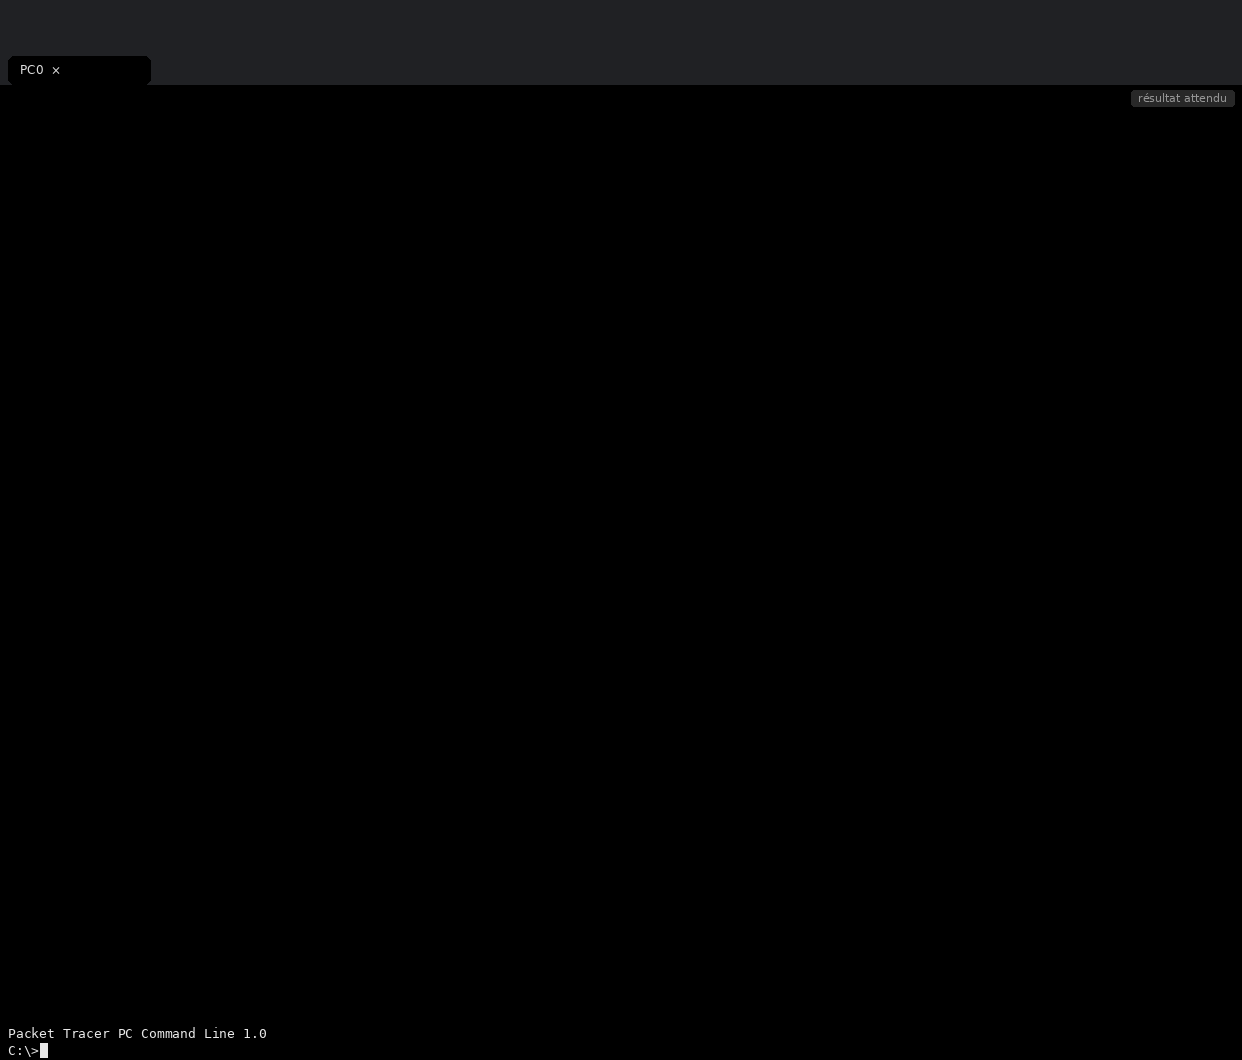 PC0 ×
résultat attendu
Packet Tracer PC Command Line 1.0
C:\>